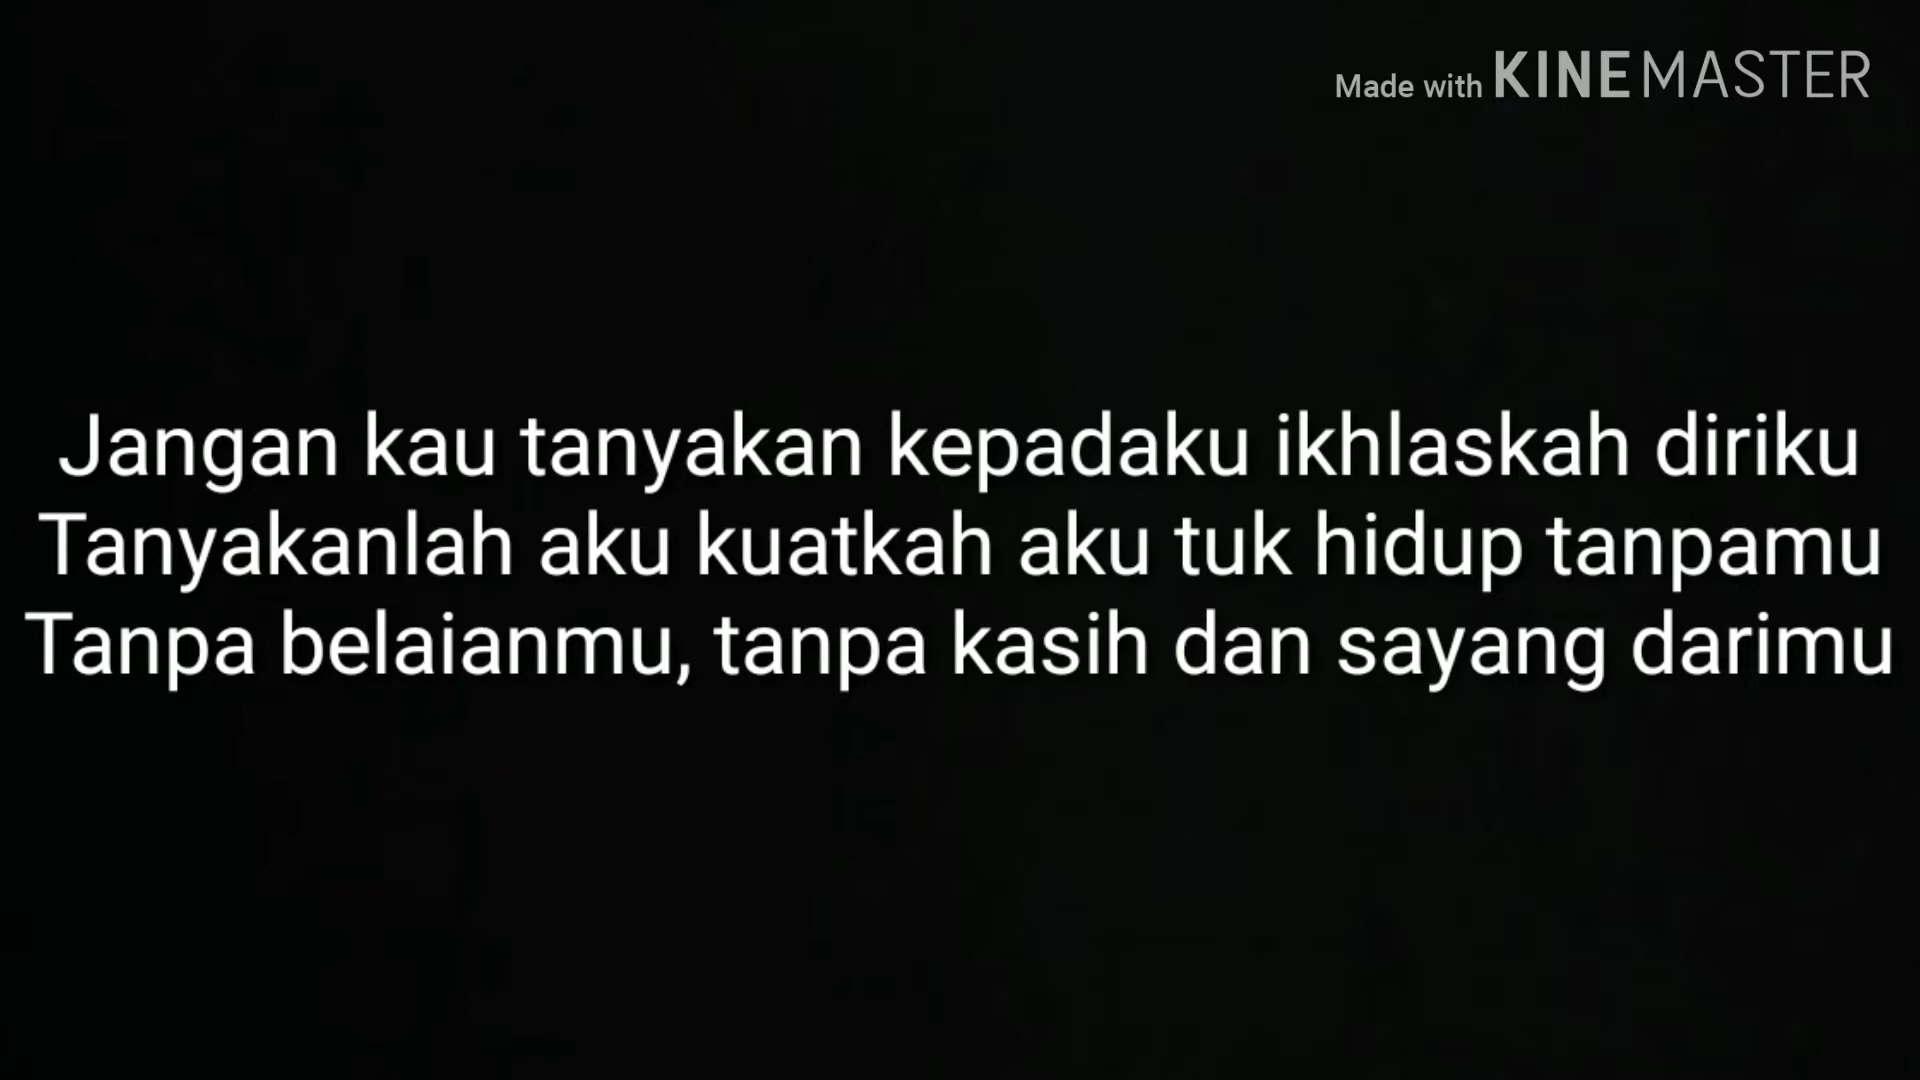 Made with KINEMASTER
Jangan kau tanyakan kepadaku ikhlaskah diriku
Tanyakanlah aku kuatkah aku tuk hidup tanpamu
Tanpa belaianmu, tanpa kasih dan sayang darimu